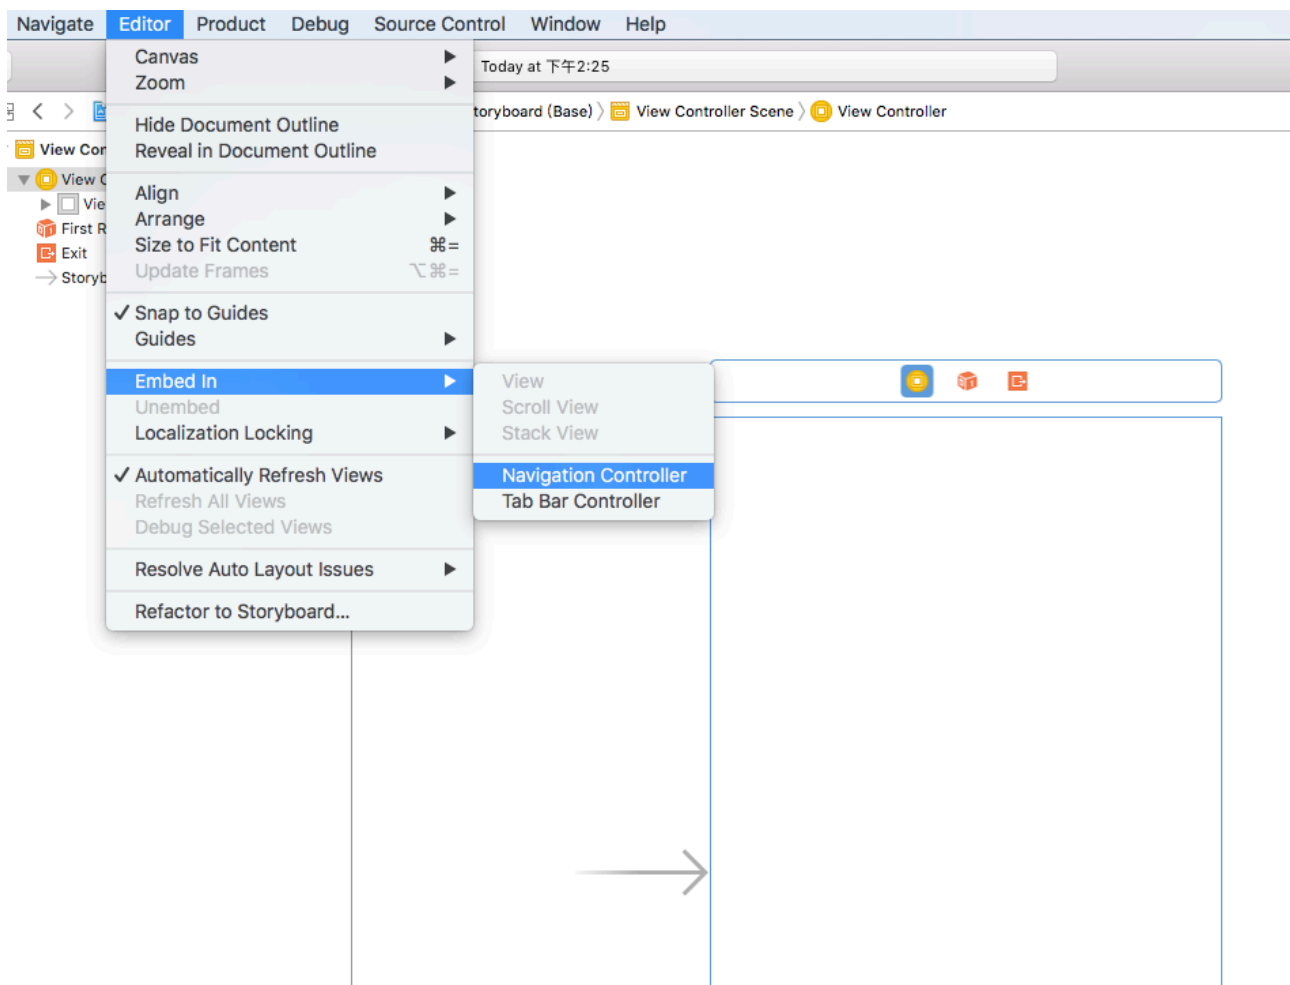 Navigate Editor Product Debug Source Control Window Help
Today at 下午2:25
toryboard (Base) 〉 View Controller Scene 〉 View Controller
View Con
View C
Vie
First R
Exit
Storyb
Canvas
Zoom
Hide Document Outline
Reveal in Document Outline
Align
Arrange
Size to Fit Content ⌘=
Update Frames ⌥⌘=
✓ Snap to Guides
Guides
Embed In
Unembed
Localization Locking
✓ Automatically Refresh Views
Refresh All Views
Debug Selected Views
Resolve Auto Layout Issues
Refactor to Storyboard...
View
Scroll View
Stack View
Navigation Controller
Tab Bar Controller